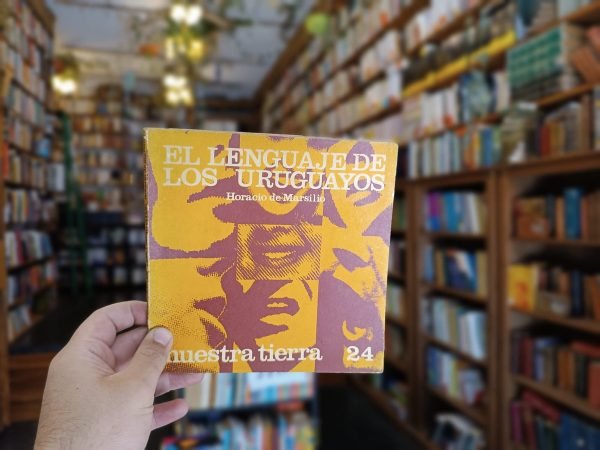 EL LENGUAJE DE
LOS URUGUAYOS
Horacio de Marsilio
nuestra tierra 24